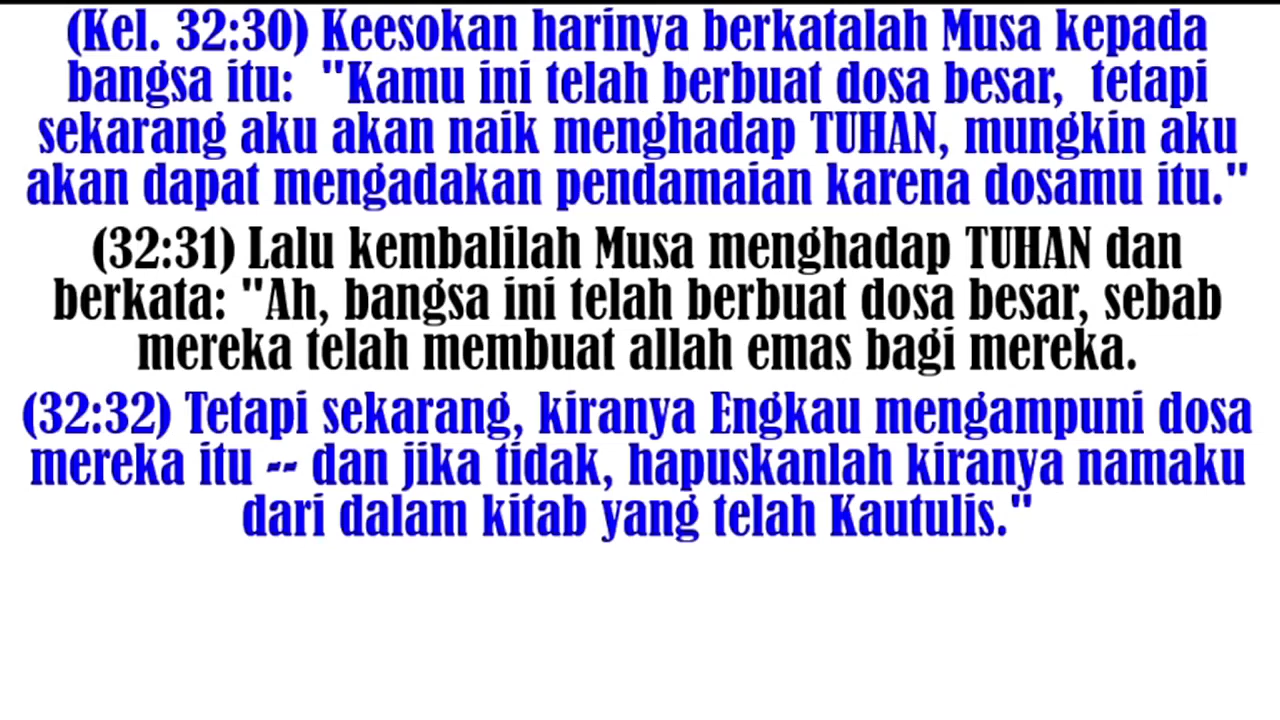 (Kel. 32:30) Keesokan harinya berkatalah Musa kepada
bangsa itu: "Kamu ini telah berbuat dosa besar, tetapi
sekarang aku akan naik menghadap TUHAN, mungkin aku
akan dapat mengadakan pendamaian karena dosamu itu."
(32:31) Lalu kembalilah Musa menghadap TUHAN dan
berkata: "Ah, bangsa ini telah berbuat dosa besar, sebab
mereka telah membuat allah emas bagi mereka.
(32:32) Tetapi sekarang, kiranya Engkau mengampuni dosa
mereka itu -- dan jika tidak, hapuskanlah kiranya namaku
dari dalam kitab yang telah Kautulis."